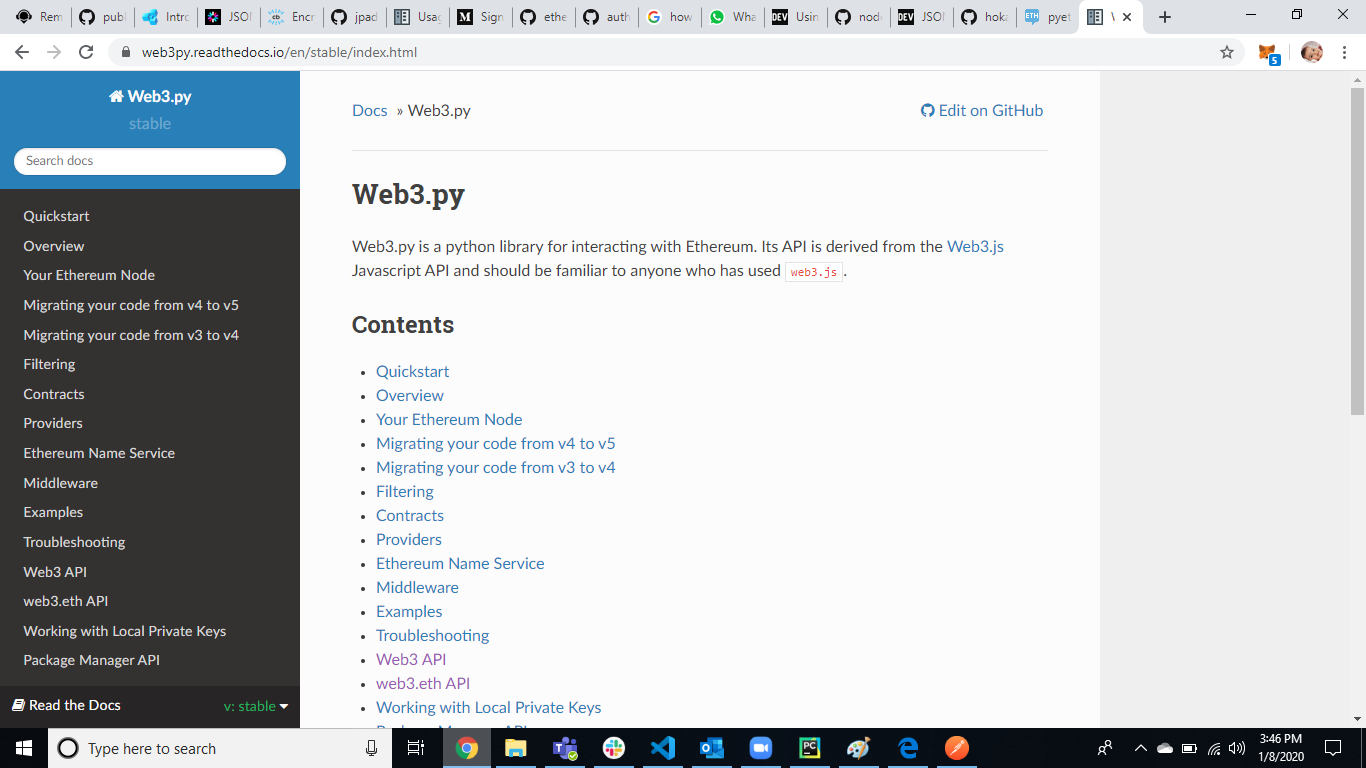 Rem
publ
Intro
JSON
Encr
jpad
Usag
Sign
ethe
auth
how
Wha
Usin
node
JSON
hoka
pyet
web3py.readthedocs.io/en/stable/index.html
5
Web3.py
stable
Search docs
Quickstart
Overview
Your Ethereum Node
Migrating your code from v4 to v5
Migrating your code from v3 to v4
Filtering
Contracts
Providers
Ethereum Name Service
Middleware
Examples
Troubleshooting
Web3 API
web3.eth API
Working with Local Private Keys
Package Manager API
Read the Docs v: stable
Docs » Web3.py Edit on GitHub
Web3.py
Web3.py is a python library for interacting with Ethereum. Its API is derived from the Web3.js
Javascript API and should be familiar to anyone who has used web3.js.
Contents
Quickstart
Overview
Your Ethereum Node
Migrating your code from v4 to v5
Migrating your code from v3 to v4
Filtering
Contracts
Providers
Ethereum Name Service
Middleware
Examples
Troubleshooting
Web3 API
web3.eth API
Working with Local Private Keys
Type here to search
3:46 PM
1/8/2020